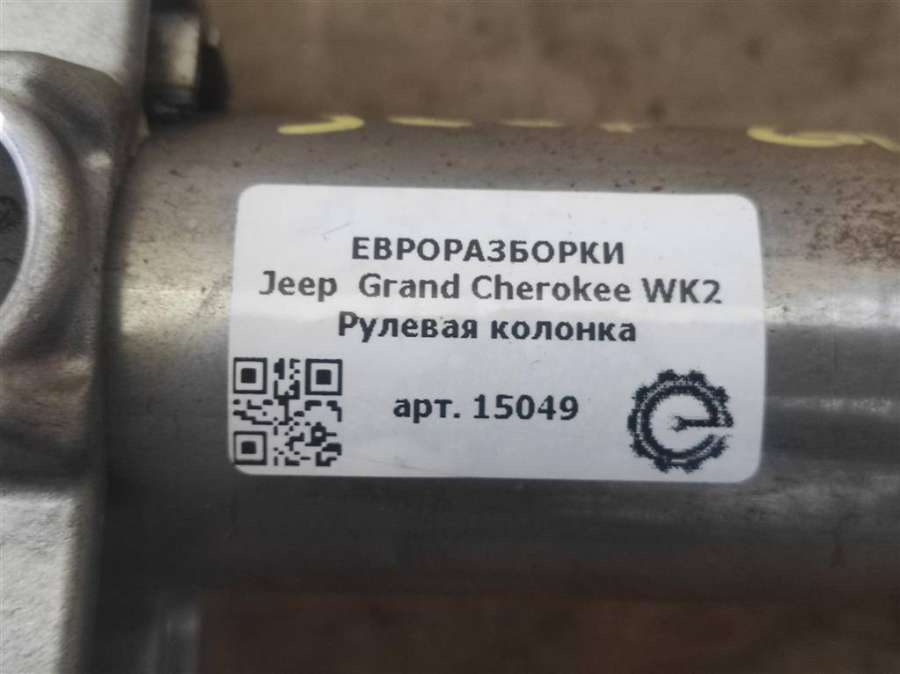 ЕВРОРАЗБОРКИ
Jeep Grand Cherokee WK2
Рулевая колонка
арт. 15049